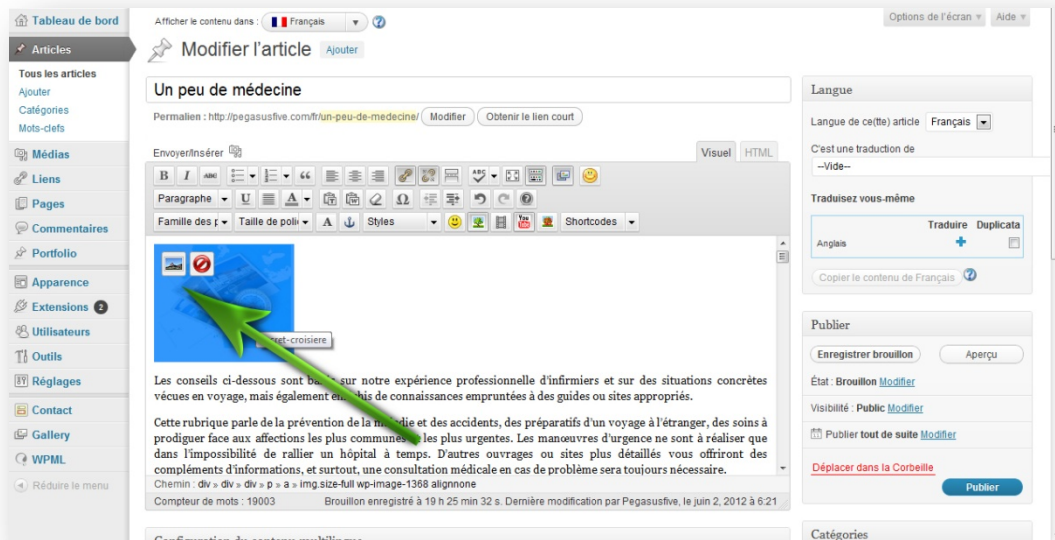 Tableau de bord
Articles
Tous les articles
Ajouter
Catégories
Mots-clefs
Médias
Liens
Pages
Commentaires
Portfolio
Apparence
Extensions 2
Utilisateurs
Outils
Réglages
Contact
Gallery
WPML
Réduire le menu
Afficher le contenu dans : Français
Options de l'écran Aide
Modifier l'article Ajouter
Un peu de médecine
Permalien : http://pegasusfive.com/fr/un-peu-de-medecine/ Modifier Obtenir le lien court
Envoyer/Insérer Visuel HTML
B I ABC
Paragraphe U A Ω
Famille des p Taille de poli A Styles Shortcodes
ret-croisiere
Les conseils ci-dessous sont sur notre expérience professionnelle d'infirmiers et sur des situations concrètes
vécues en voyage, mais également de connaissances empruntées à des guides ou sites appropriés.
Cette rubrique parle de la prévention de la et des accidents, des préparatifs d'un voyage à l'étranger, des soins à
prodiguer face aux affections les plus communes les plus urgentes. Les manœuvres d'urgence ne sont à réaliser que
dans l'impossibilité de rallier un hôpital à temps. D'autres ouvrages ou sites plus détaillés vous offriront des
compléments d'informations, et surtout, une consultation médicale en cas de problème sera toujours nécessaire.
Chemin : div » div » div » p » a » img.size-full wp-image-1368 alignnone
Compteur de mots : 19003 Brouillon enregistré à 19 h 25 min 32 s. Dernière modification par Pegasusfive, le juin 2, 2012 à 6:21
Configuration du contenu multilingue
Langue
Langue de ce(tte) article Français
C'est une traduction de
--Vide--
Traduisez vous-même
Traduire Duplicata
Anglais
Copier le contenu de Français
Publier
Enregistrer brouillon Aperçu
État : Brouillon Modifier
Visibilité : Public Modifier
Publier tout de suite Modifier
Déplacer dans la Corbeille
Publier
Catégories